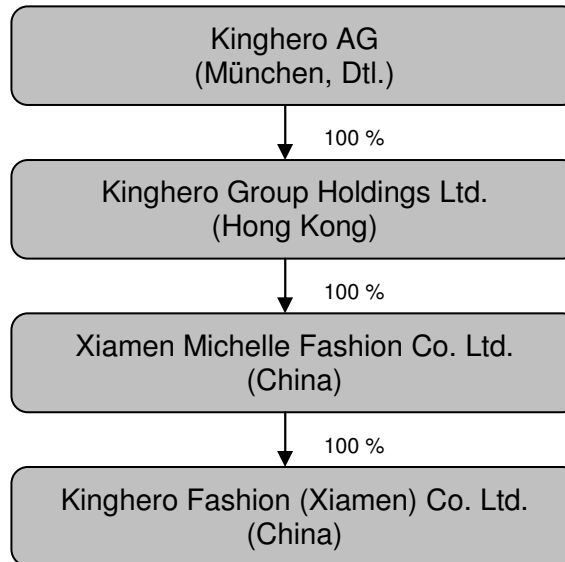 Kinghero AG
(München, Dtl.)
100 %
Kinghero Group Holdings Ltd.
(Hong Kong)
100 %
Xiamen Michelle Fashion Co. Ltd.
(China)
100 %
Kinghero Fashion (Xiamen) Co. Ltd.
(China)